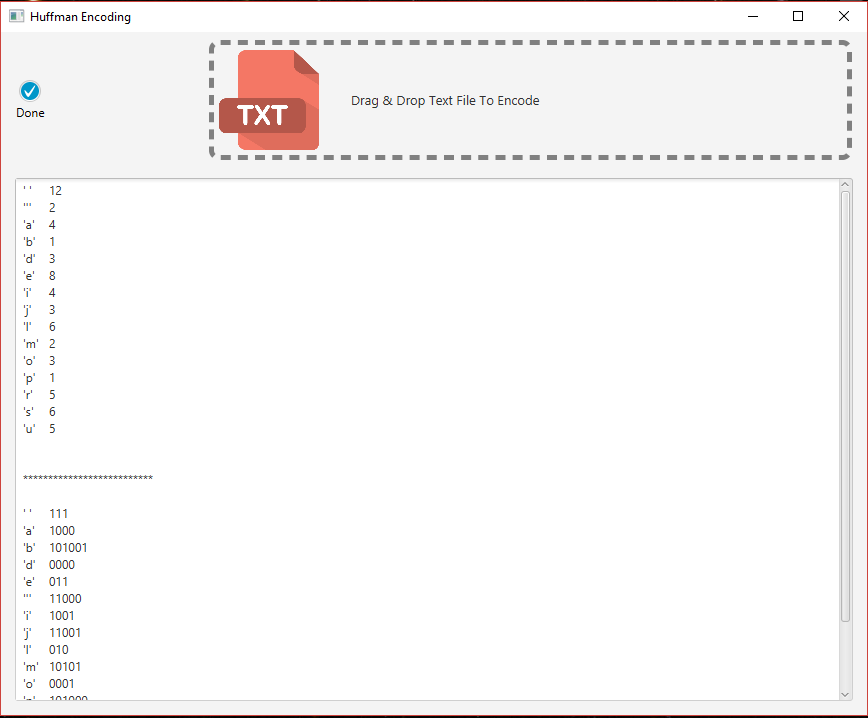 Huffman Encoding
TXT
Drag & Drop Text File To Encode
Done
' ' 12
''' 2
'a' 4
'b' 1
'd' 3
'e' 8
'i' 4
'j' 3
'l' 6
'm' 2
'o' 3
'p' 1
'r' 5
's' 6
'u' 5
**************************
' ' 111
'a' 1000
'b' 101001
'd' 0000
'e' 011
''' 11000
'i' 1001
'j' 11001
'l' 010
'm' 10101
'o' 0001
'p' 101000